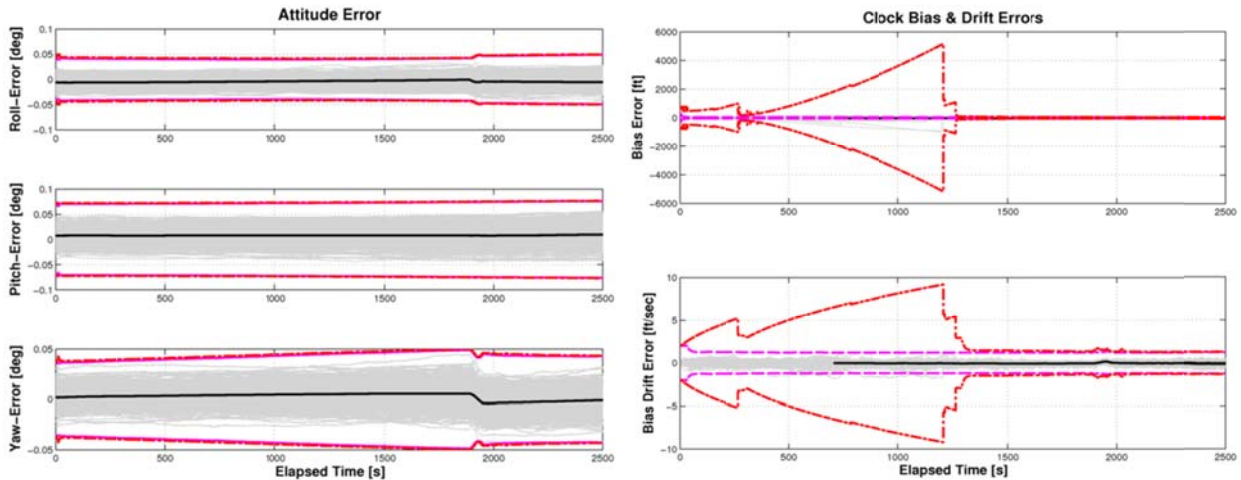 Attitude Error
Roll-Error [deg]
0.1
0.05
0
-0.05
-0.1
0 500 1000 1500 2000 2500
Pitch-Error [deg]
0.1
0.05
0
-0.05
-0.1
0 500 1000 1500 2000 2500
Yaw-Error [deg]
0.05
0
-0.05
0 500 1000 1500 2000 2500
Elapsed Time [s]
Clock Bias & Drift Errors
Bias Error [ft]
6000
4000
2000
0
-2000
-4000
-6000
0 500 1000 1500 2000 2500
Bias Drift Error [ft/sec]
10
5
0
-5
-10
0 500 1000 1500 2000 2500
Elapsed Time [s]